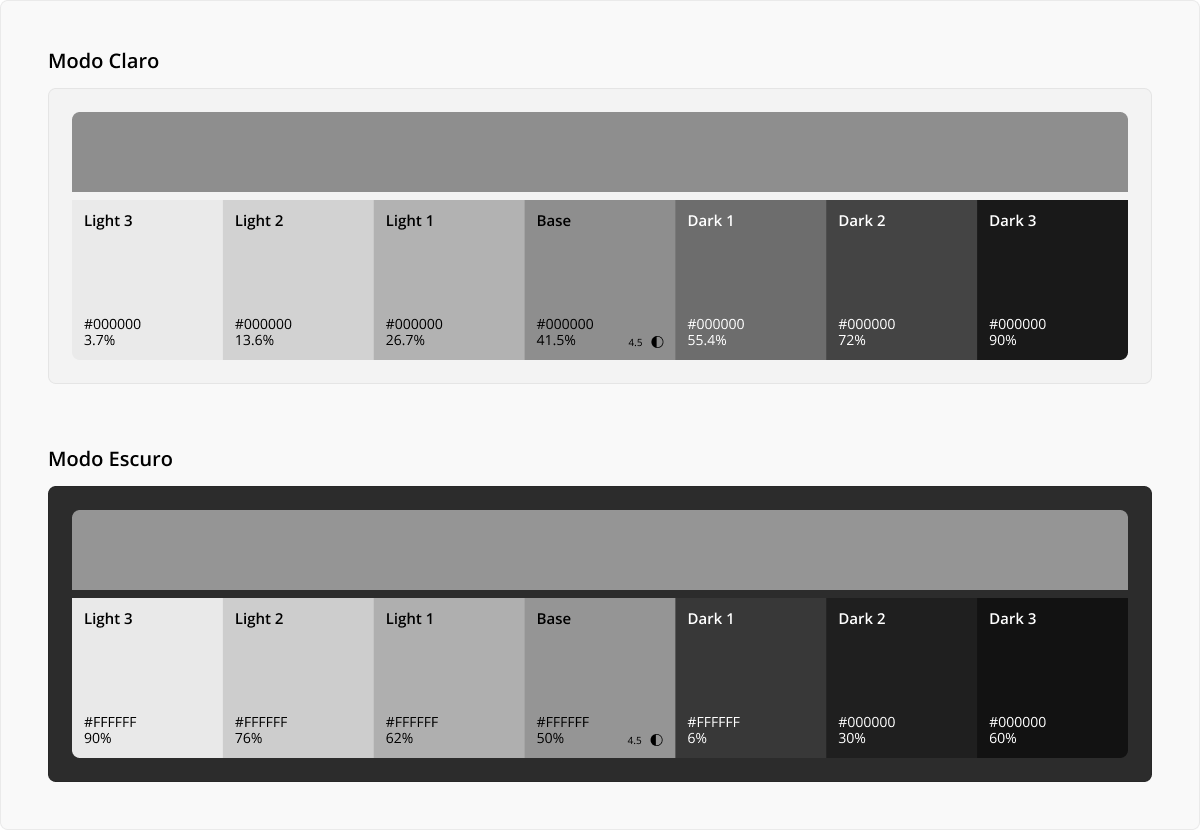 Modo Claro
Light 3
Light 2
Light 1
Base
Dark 1
Dark 2
Dark 3
#000000
3.7%
#000000
13.6%
#000000
26.7%
#000000
41.5%
4.5
#000000
55.4%
#000000
72%
#000000
90%
Modo Escuro
Light 3
Light 2
Light 1
Base
Dark 1
Dark 2
Dark 3
#FFFFFF
90%
#FFFFFF
76%
#FFFFFF
62%
#FFFFFF
50%
4.5
#FFFFFF
6%
#000000
30%
#000000
60%